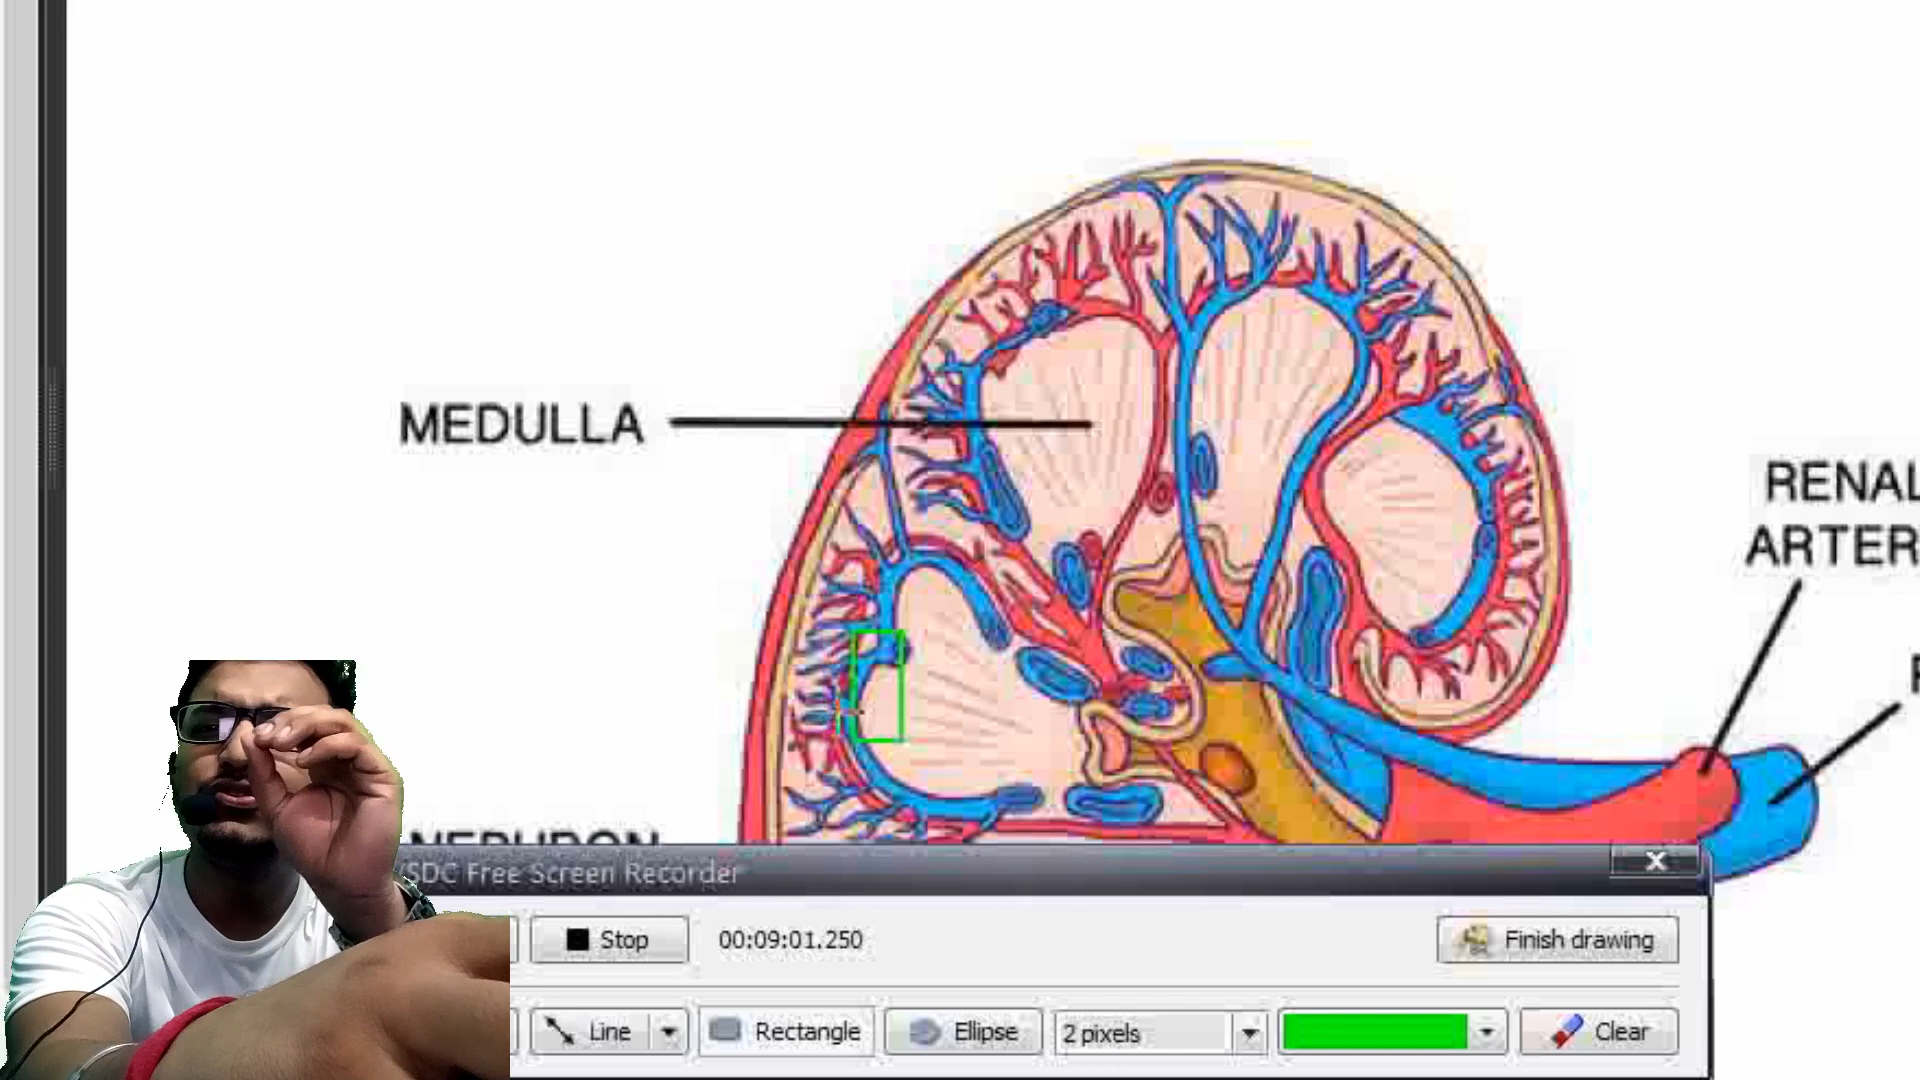 MEDULLA
RENAL
ARTER
NEPHRON
VSDC Free Screen Recorder
Stop
00:09:01.250
Finish drawing
Line
Rectangle
Ellipse
2 pixels
Clear